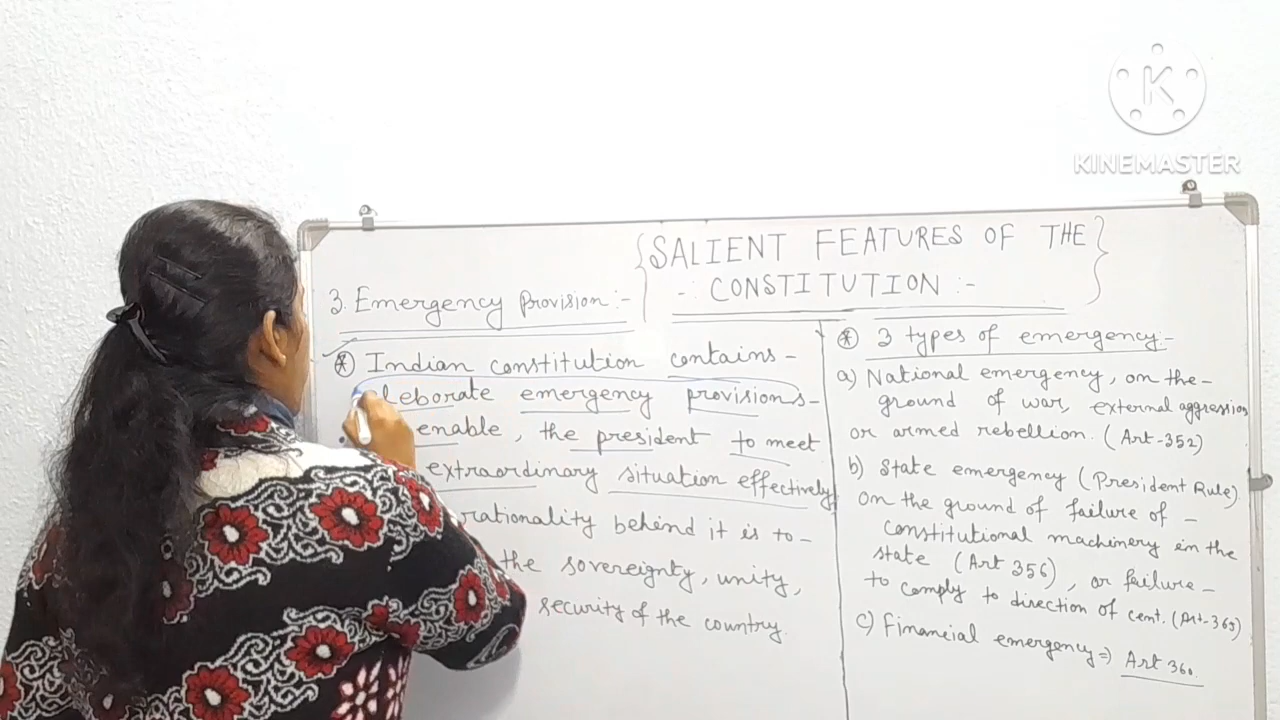 KINEMASTER
{SALIENT FEATURES OF THE
-: CONSTITUTION :-}
3. Emergency Provision :-
* Indian constitution contains -
leborate emergency provisions -
enable, the president to meet
extraordinary situation effectively
rationality behind it is to -
the sovereignty, unity,
security of the country.
* 3 types of emergency -
a) National emergency, on the -
ground of war, external aggression
or armed rebellion. (Art-352)
b) State emergency (President Rule)
on the ground of failure of -
constitutional machinery in the
state (Art 356), or failure -
to comply to direction of cent. (Art-365)
c) Financial emergency => Art 360.